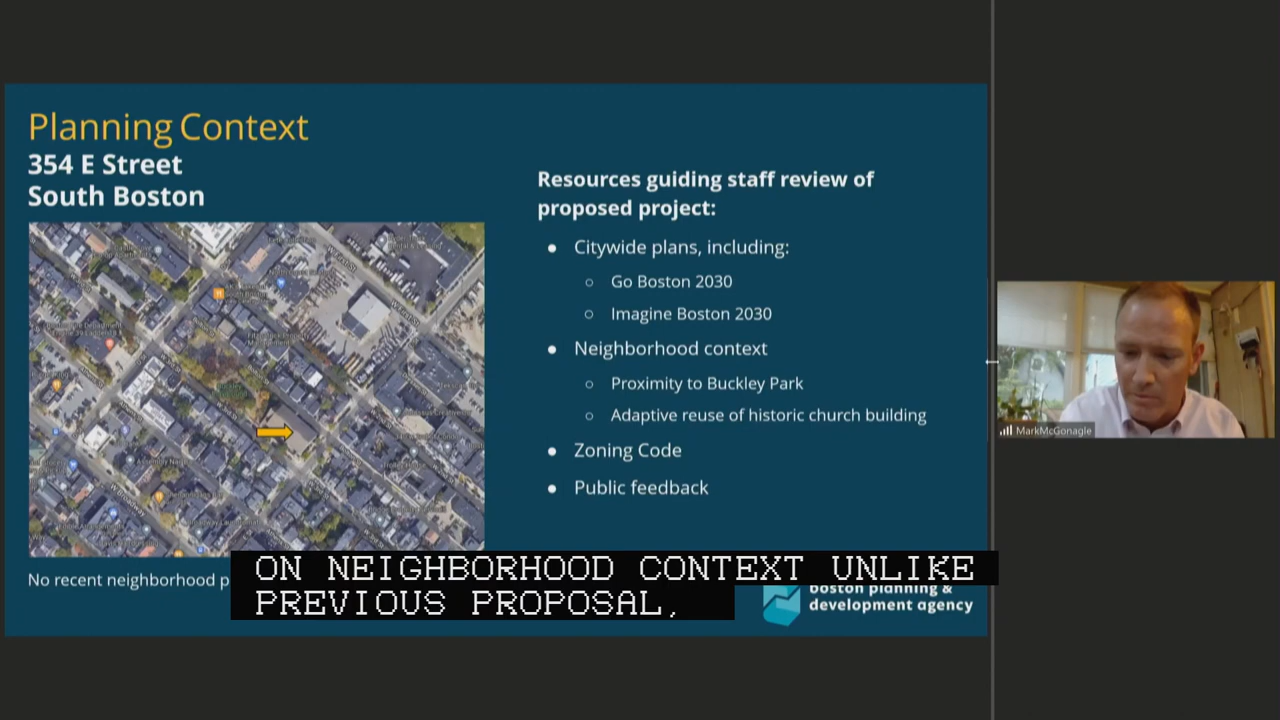 Planning Context
354 E Street
South Boston
Resources guiding staff review of
proposed project:
Citywide plans, including:
Go Boston 2030
Imagine Boston 2030
Neighborhood context
Proximity to Buckley Park
Adaptive reuse of historic church building
Zoning Code
Public feedback
No recent neighborhood p
ON NEIGHBORHOOD CONTEXT UNLIKE
PREVIOUS PROPOSAL,
boston planning &
development agency
MarkMcGonagle